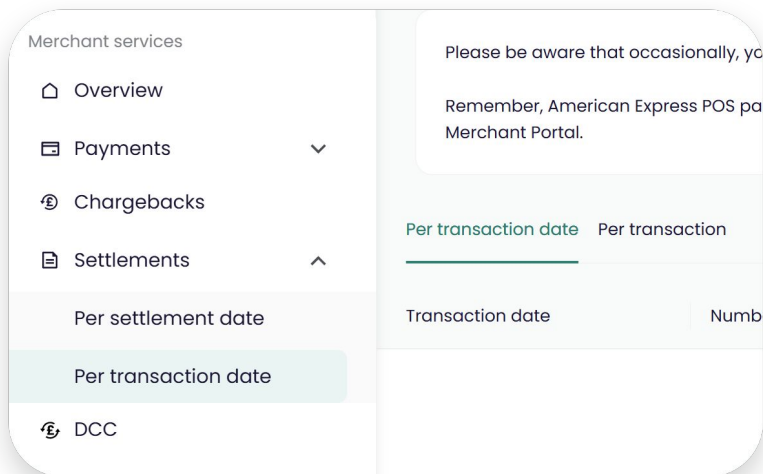 Merchant services
Overview
Payments
Chargebacks
Settlements
Per settlement date
Per transaction date
DCC
Please be aware that occasionally,
Remember, American Express POS
Merchant Portal.
Per transaction date Per transaction
Transaction date